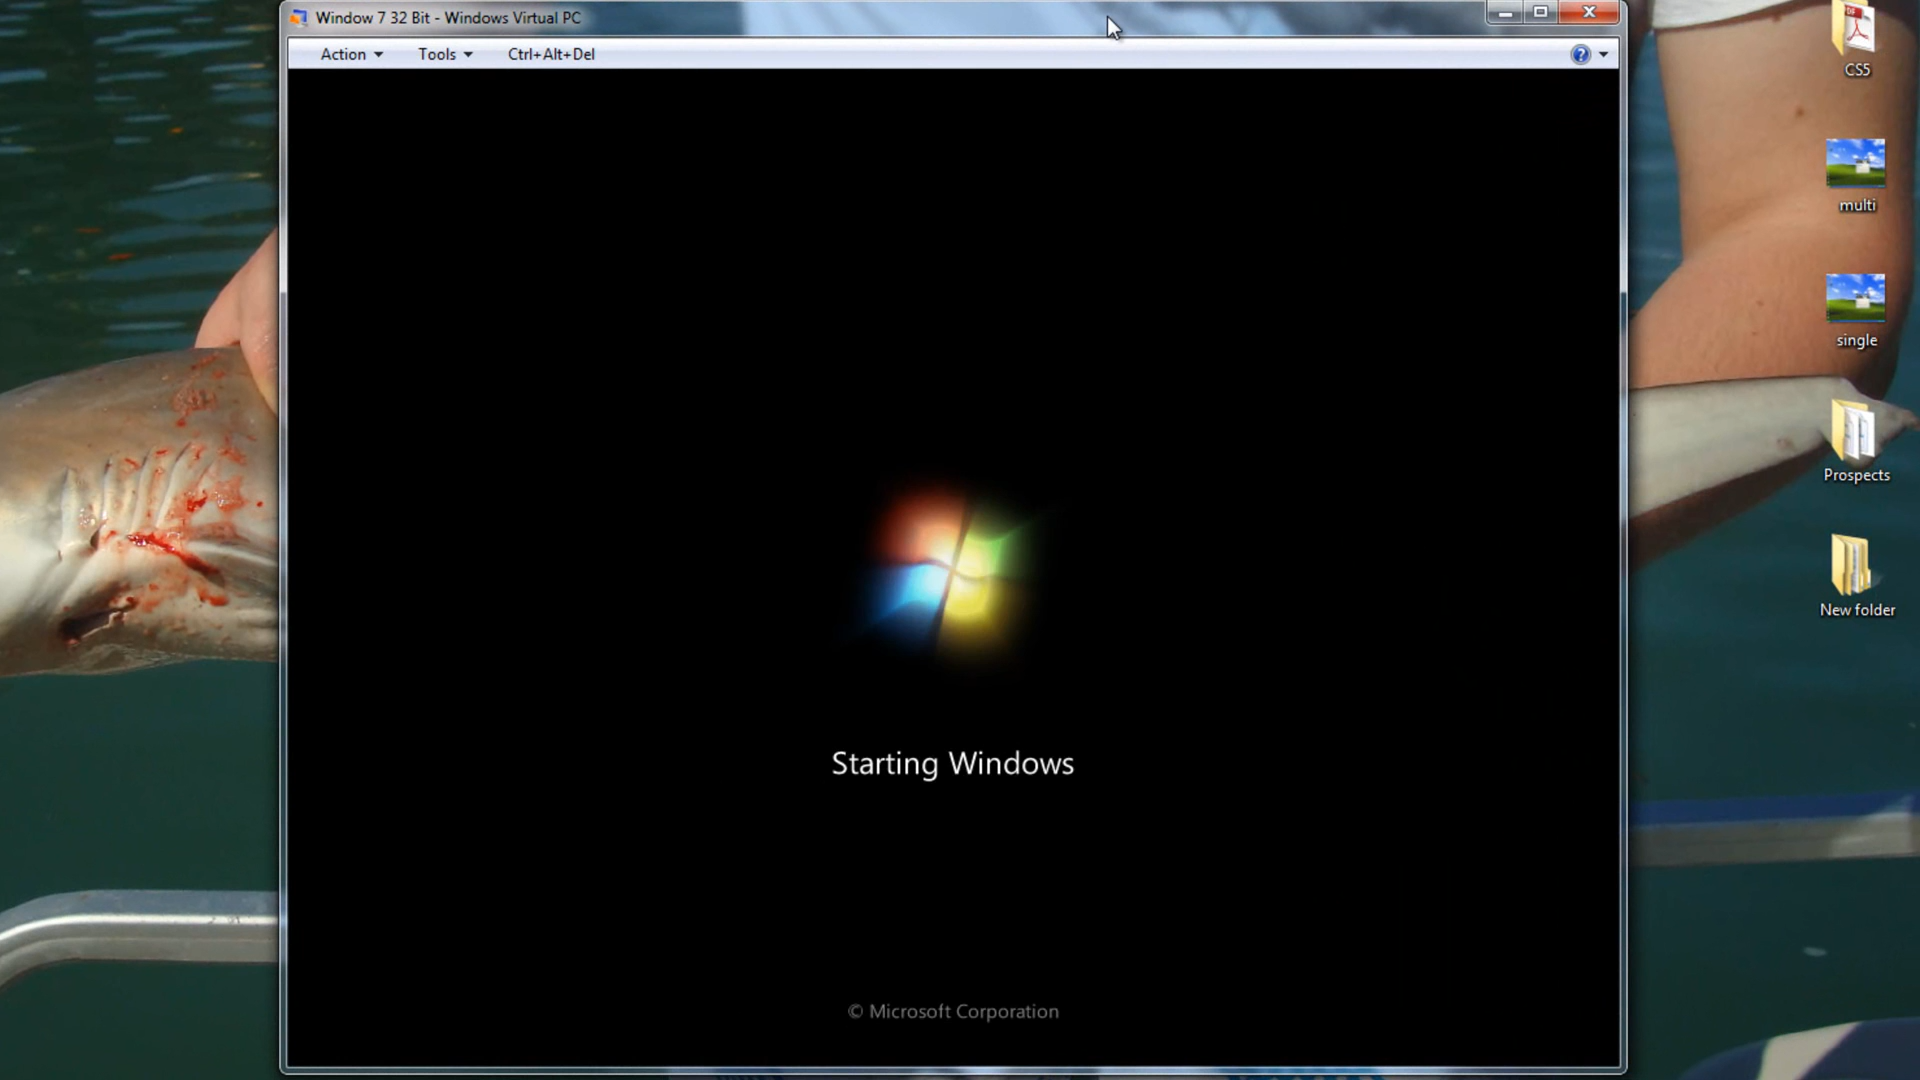 Window 7 32 Bit - Windows Virtual PC
Action Tools Ctrl+Alt+Del
CS5
multi
single
Prospects
New folder
Starting Windows
© Microsoft Corporation